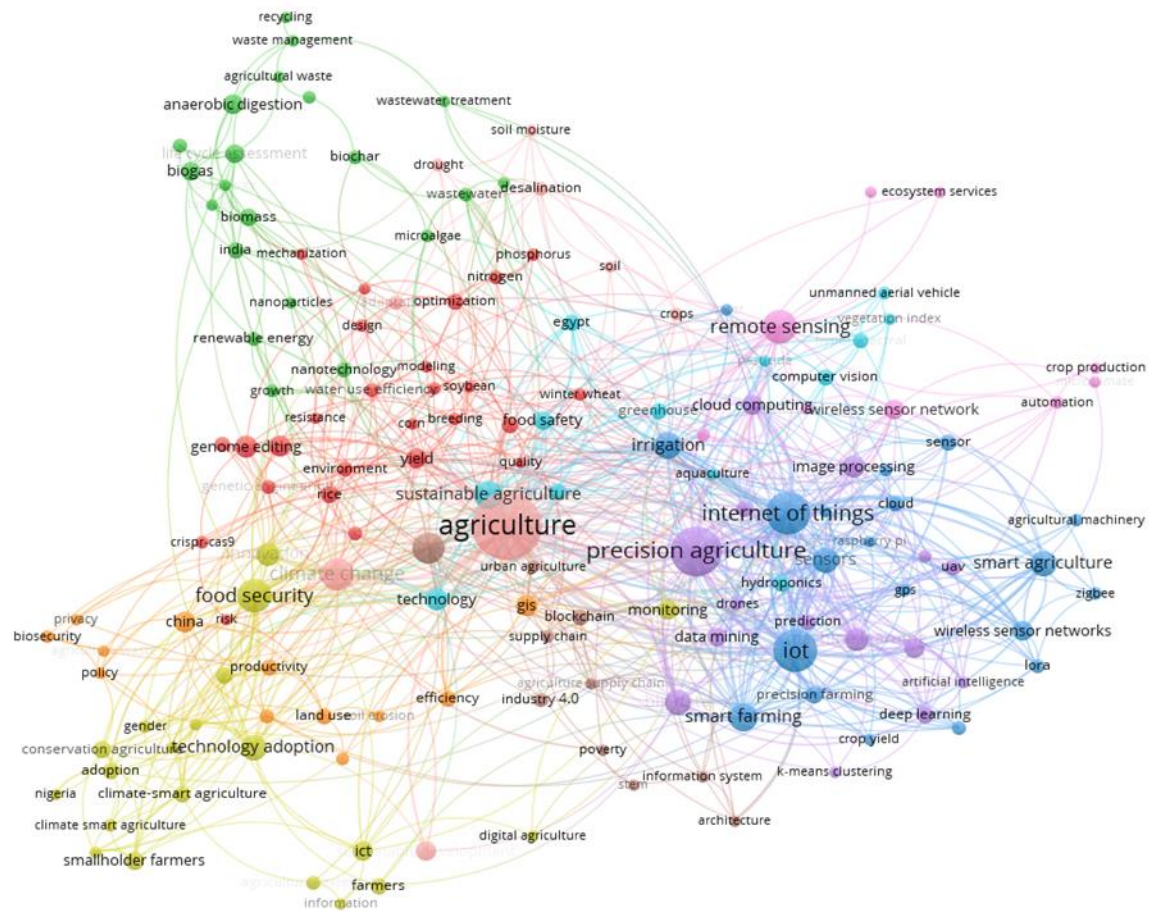 recycling
waste management
agricultural waste
anaerobic digestion
wastewater treatment
soil moisture
life cycle assessment
biochar
drought
biogas
wastewater
desalination
ecosystem services
biomass
microalgae
india
mechanization
phosphorus
soil
nitrogen
unmanned aerial vehicle
nanoparticles
optimization
crops
egypt
design
remote sensing
vegetation index
renewable energy
nanotechnology
modeling
pesticide
crop production
computer vision
growth
water use efficiency
soybean
winter wheat
automation
resistance
corn
breeding
food safety
greenhouse
cloud computing
wireless sensor network
genome editing
environment
yield
quality
irrigation
aquaculture
image processing
sensor
genetic engineering
rice
sustainable agriculture
cloud
internet of things
agricultural machinery
agriculture
crispr-cas9
innovation
precision agriculture
raspberry pi
sensors
smart agriculture
climate change
urban agriculture
uav
food security
technology
hydroponics
gps
zigbee
privacy
china
risk
gis
blockchain
monitoring
drones
prediction
biosecurity
supply chain
data mining
wireless sensor networks
iot
policy
productivity
lora
efficiency
agriculture supply chain
industry 4.0
precision farming
artificial intelligence
gender
land use
soil erosion
smart farming
deep learning
conservation agriculture
technology adoption
crop yield
adoption
poverty
information system
k-means clustering
nigeria
climate-smart agriculture
stem
climate smart agriculture
digital agriculture
architecture
smallholder farmers
ict
farmers
information